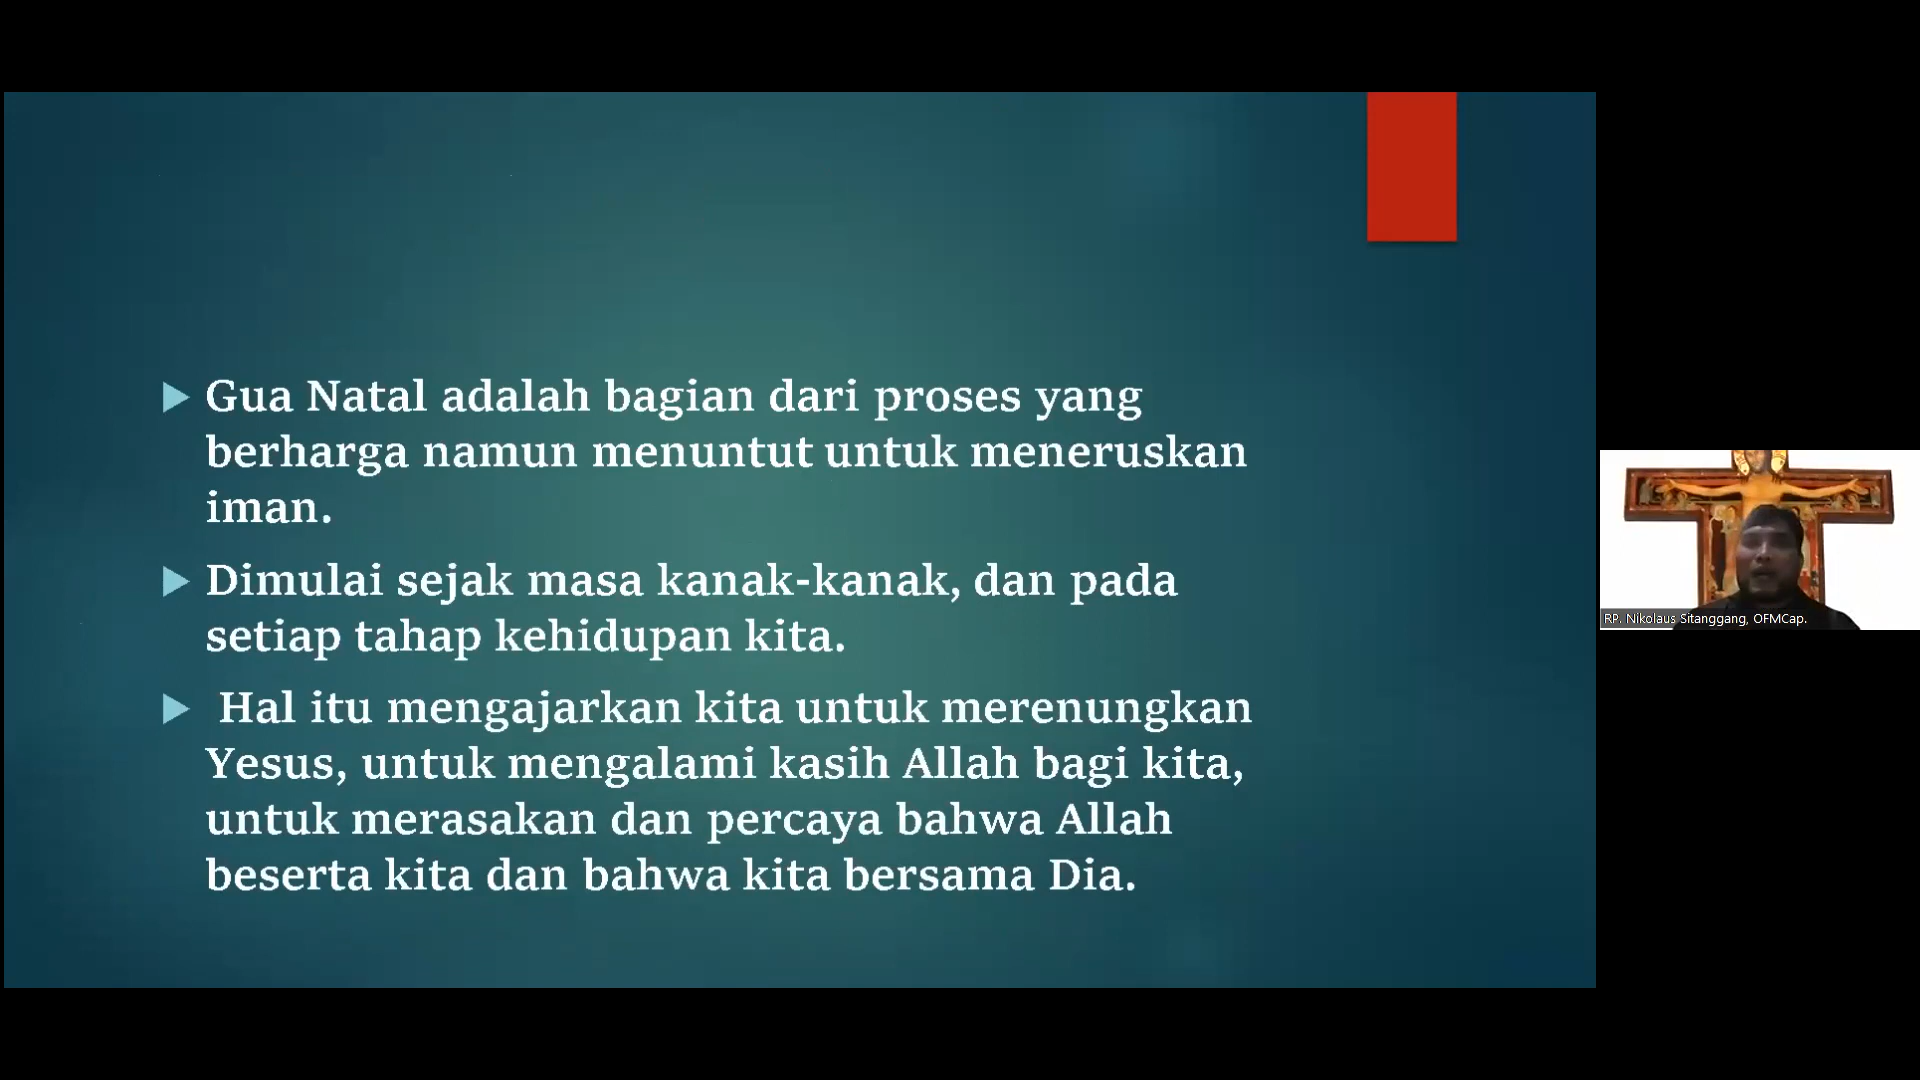 Gua Natal adalah bagian dari proses yang
berharga namun menuntut untuk meneruskan
iman.
Dimulai sejak masa kanak-kanak, dan pada
setiap tahap kehidupan kita.
Hal itu mengajarkan kita untuk merenungkan
Yesus, untuk mengalami kasih Allah bagi kita,
untuk merasakan dan percaya bahwa Allah
beserta kita dan bahwa kita bersama Dia.
RP. Nikolaus Sitanggang, OFMCap.